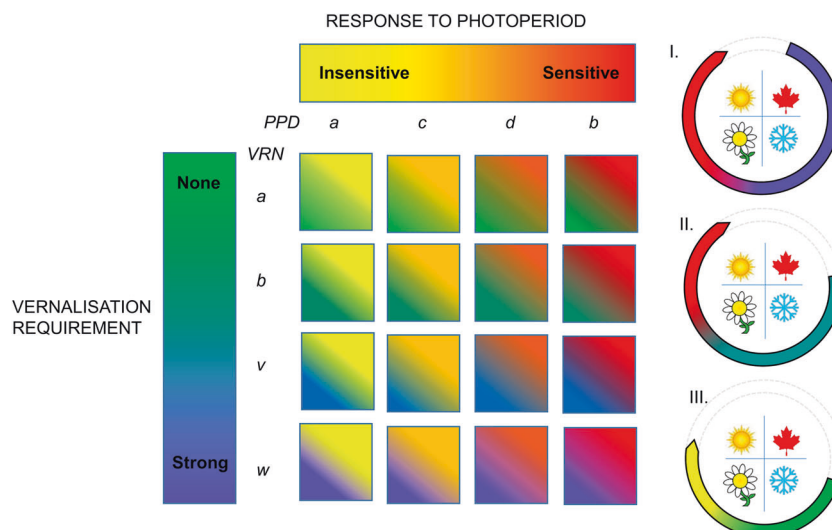 RESPONSE TO PHOTOPERIOD
Insensitive Sensitive
PPD a c d b
VRN
None
a
b
VERNALISATION
REQUIREMENT
v
Strong
w
I.
II.
III.